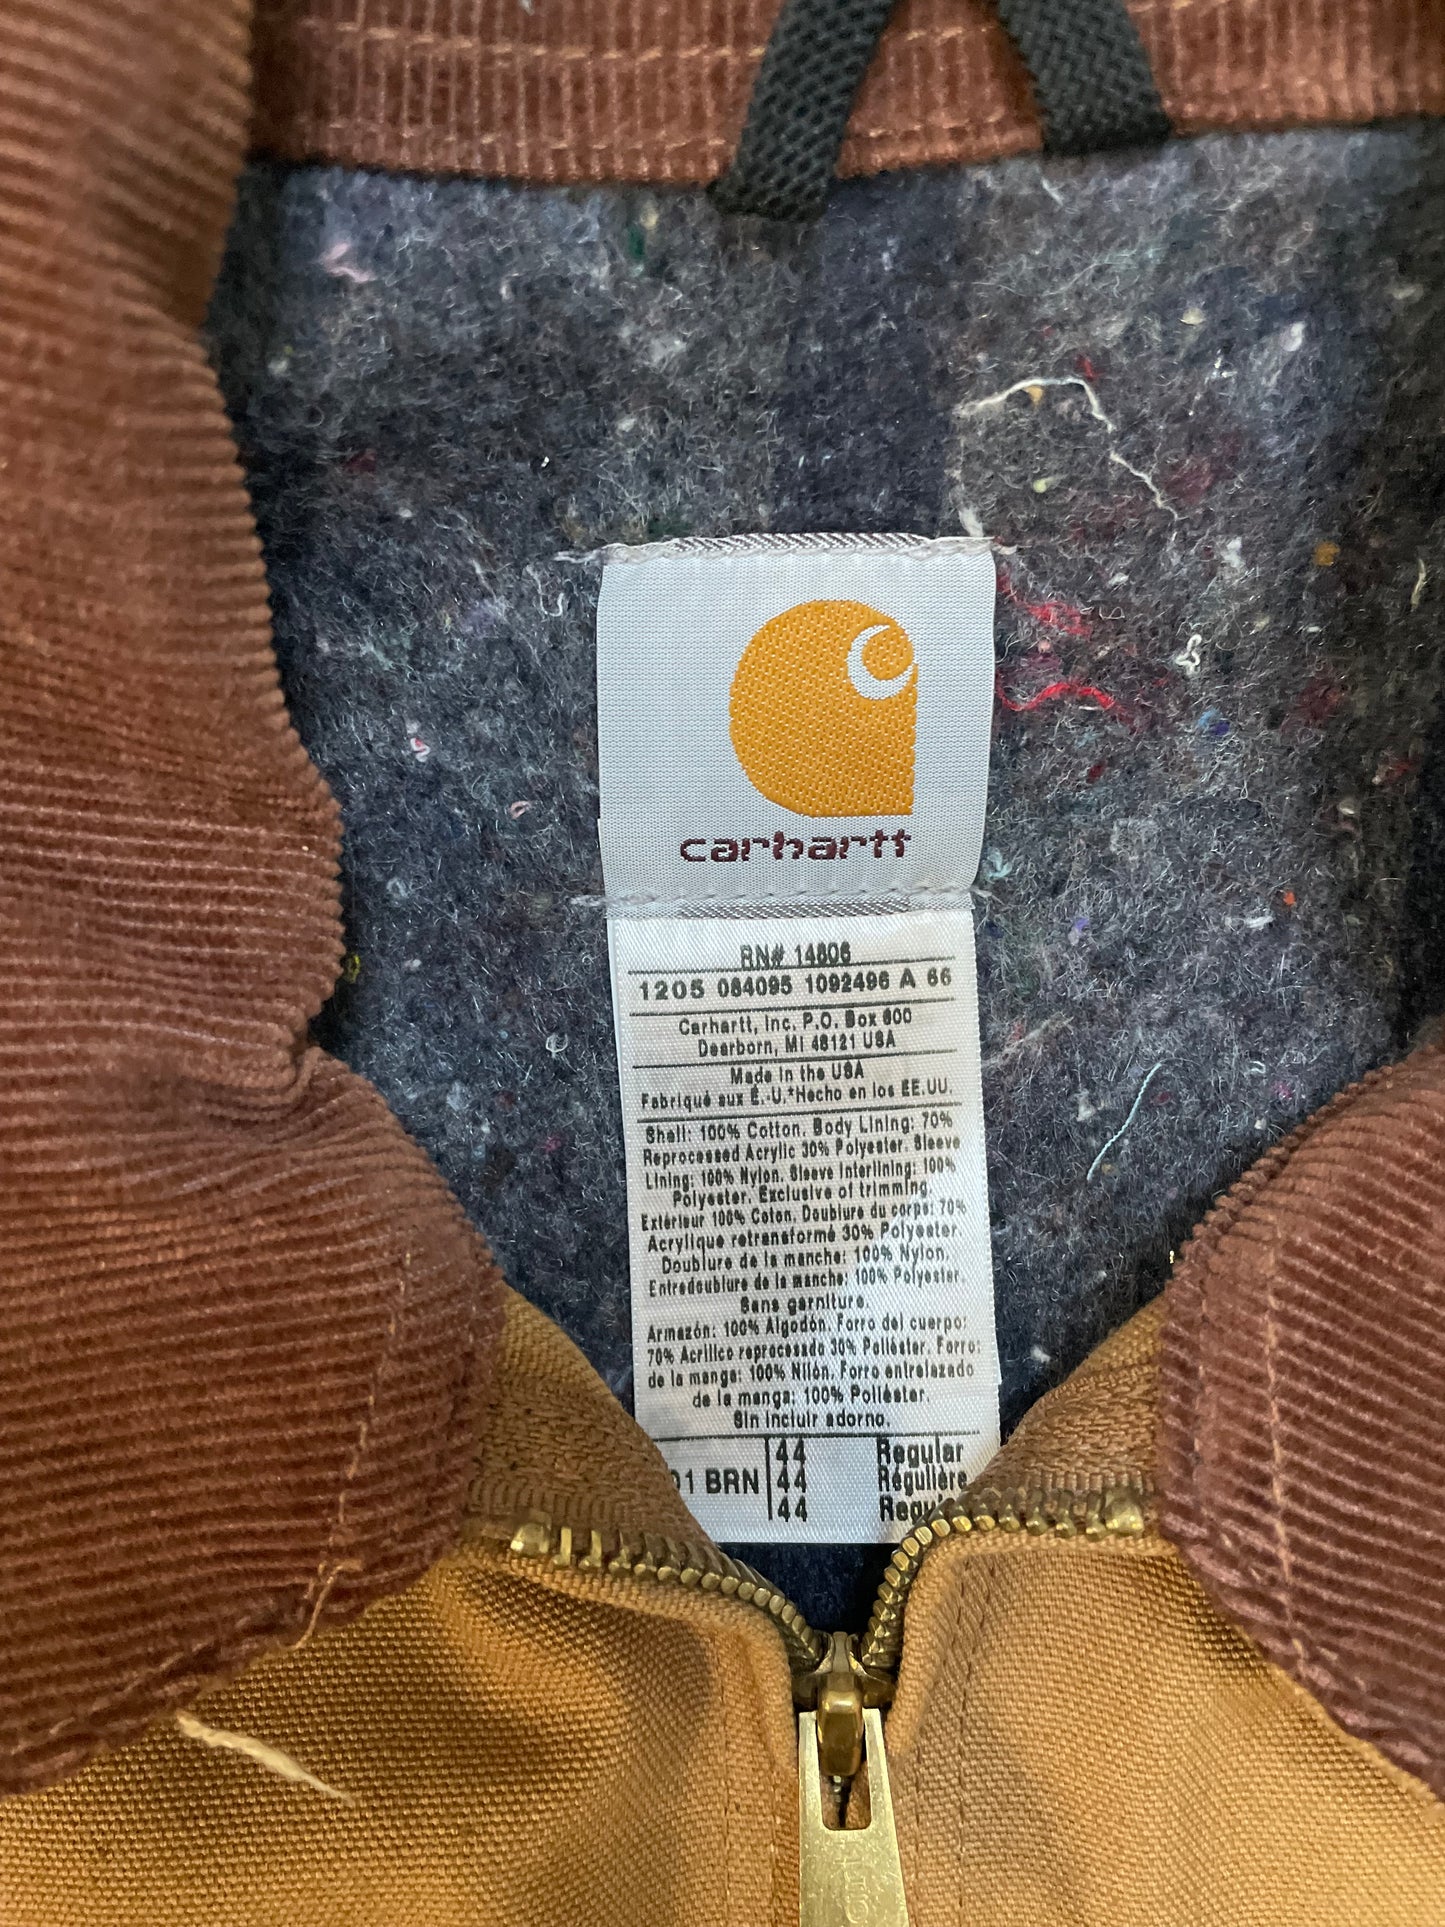 carhartt
RN# 14806
1205 084095 1092496 A 66
Carhartt, Inc. P.O. Box 600
Dearborn, MI 48121 USA
Made in the USA
Fabriqué aux É.-U.*Hecho en los EE.UU.
Shell: 100% Cotton. Body Lining: 70%
Reprocessed Acrylic 30% Polyester. Sleeve
Lining: 100% Nylon. Sleeve Interlining: 100%
Polyester. Exclusive of trimming.
Extérieur 100% Coton. Doublure du corps: 70%
Acrylique retransformé 30% Polyester.
Doublure de la manche: 100% Nylon.
Entredoublure de la manche: 100% Polyester.
Sans garniture.
Armazón: 100% Algodón. Forro del cuerpo:
70% Acrílico reprocesado 30% Poliéster. Forro:
de la manga: 100% Nilón. Forro entrelazado
de la manga: 100% Poliéster.
Sin incluir adorno.
44 Regular
01 BRN 44 Régulière
44 Regul